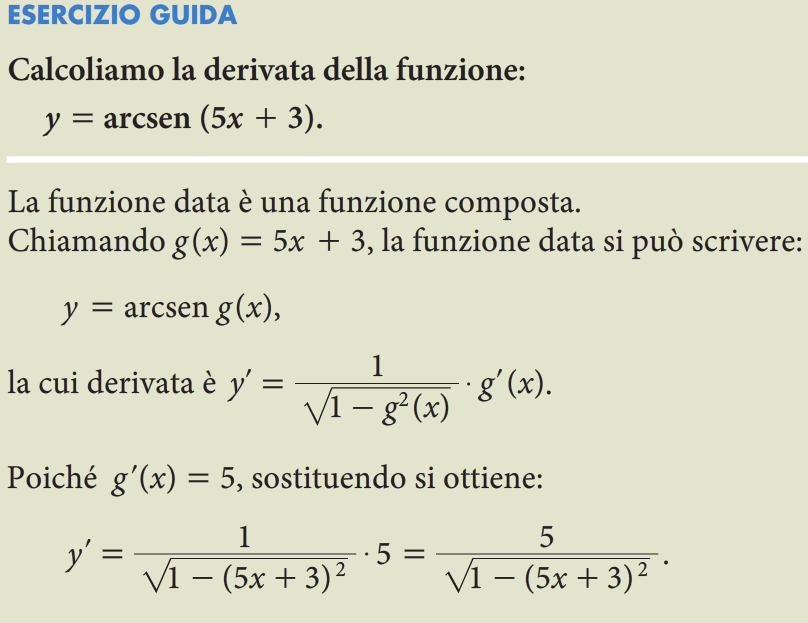 ESERCIZIO GUIDA
Calcoliamo la derivata della funzione:
y = arcsen (5x + 3).
La funzione data è una funzione composta.
Chiamando g(x) = 5x + 3, la funzione data si può scrivere:
y = arcsen g(x),
la cui derivata è y′ = 1/√(1 − g²(x)) · g′(x).
Poiché g′(x) = 5, sostituendo si ottiene:
y′ = 1/√(1 − (5x + 3)²) · 5 = 5/√(1 − (5x + 3)²).